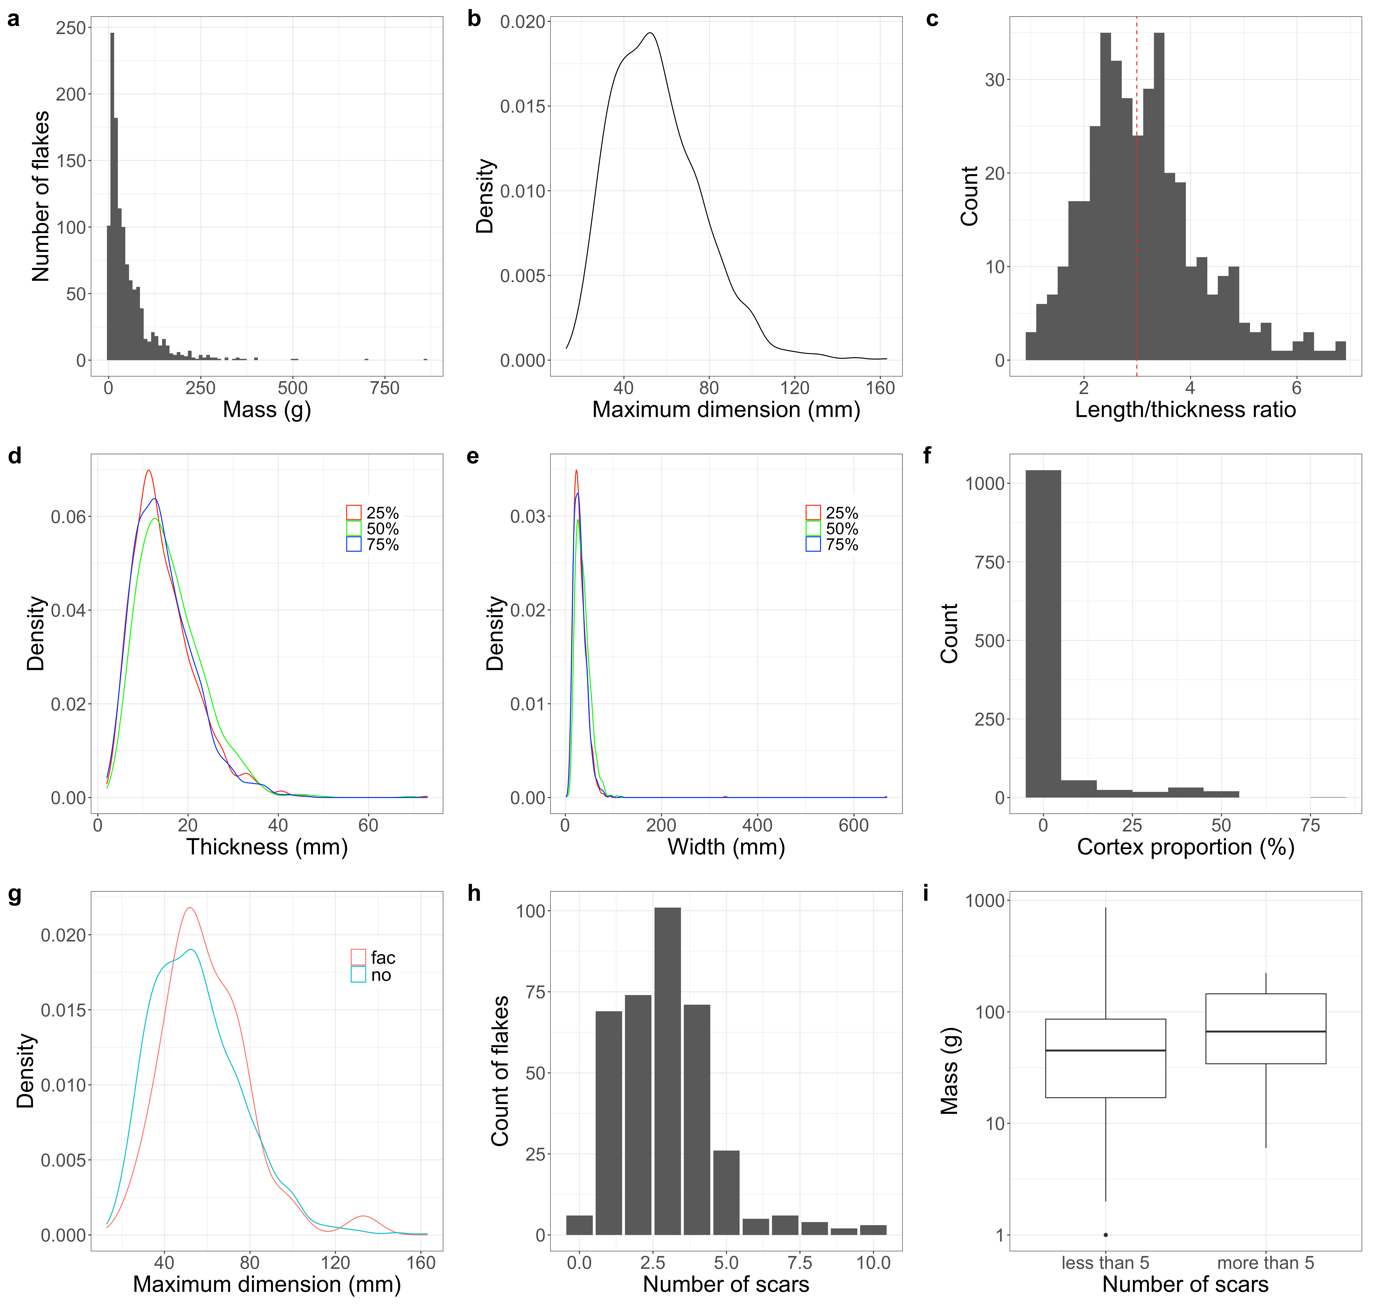 a
250
200
150
100
50
0
Number of flakes
0 250 500 750
Mass (g)
b
0.020
0.015
0.010
0.005
0.000
Density
40 80 120 160
Maximum dimension (mm)
c
30
20
10
0
Count
2 4 6
Length/thickness ratio
d
0.06
0.04
0.02
0.00
Density
25%
50%
75%
0 20 40 60
Thickness (mm)
e
0.03
0.02
0.01
0.00
Density
25%
50%
75%
0 200 400 600
Width (mm)
f
1000
750
500
250
0
Count
0 25 50 75
Cortex proportion (%)
g
0.020
0.015
0.010
0.005
0.000
Density
fac
no
40 80 120 160
Maximum dimension (mm)
h
100
75
50
25
0
Count of flakes
0.0 2.5 5.0 7.5 10.0
Number of scars
i
1000
100
10
1
Mass (g)
less than 5 more than 5
Number of scars